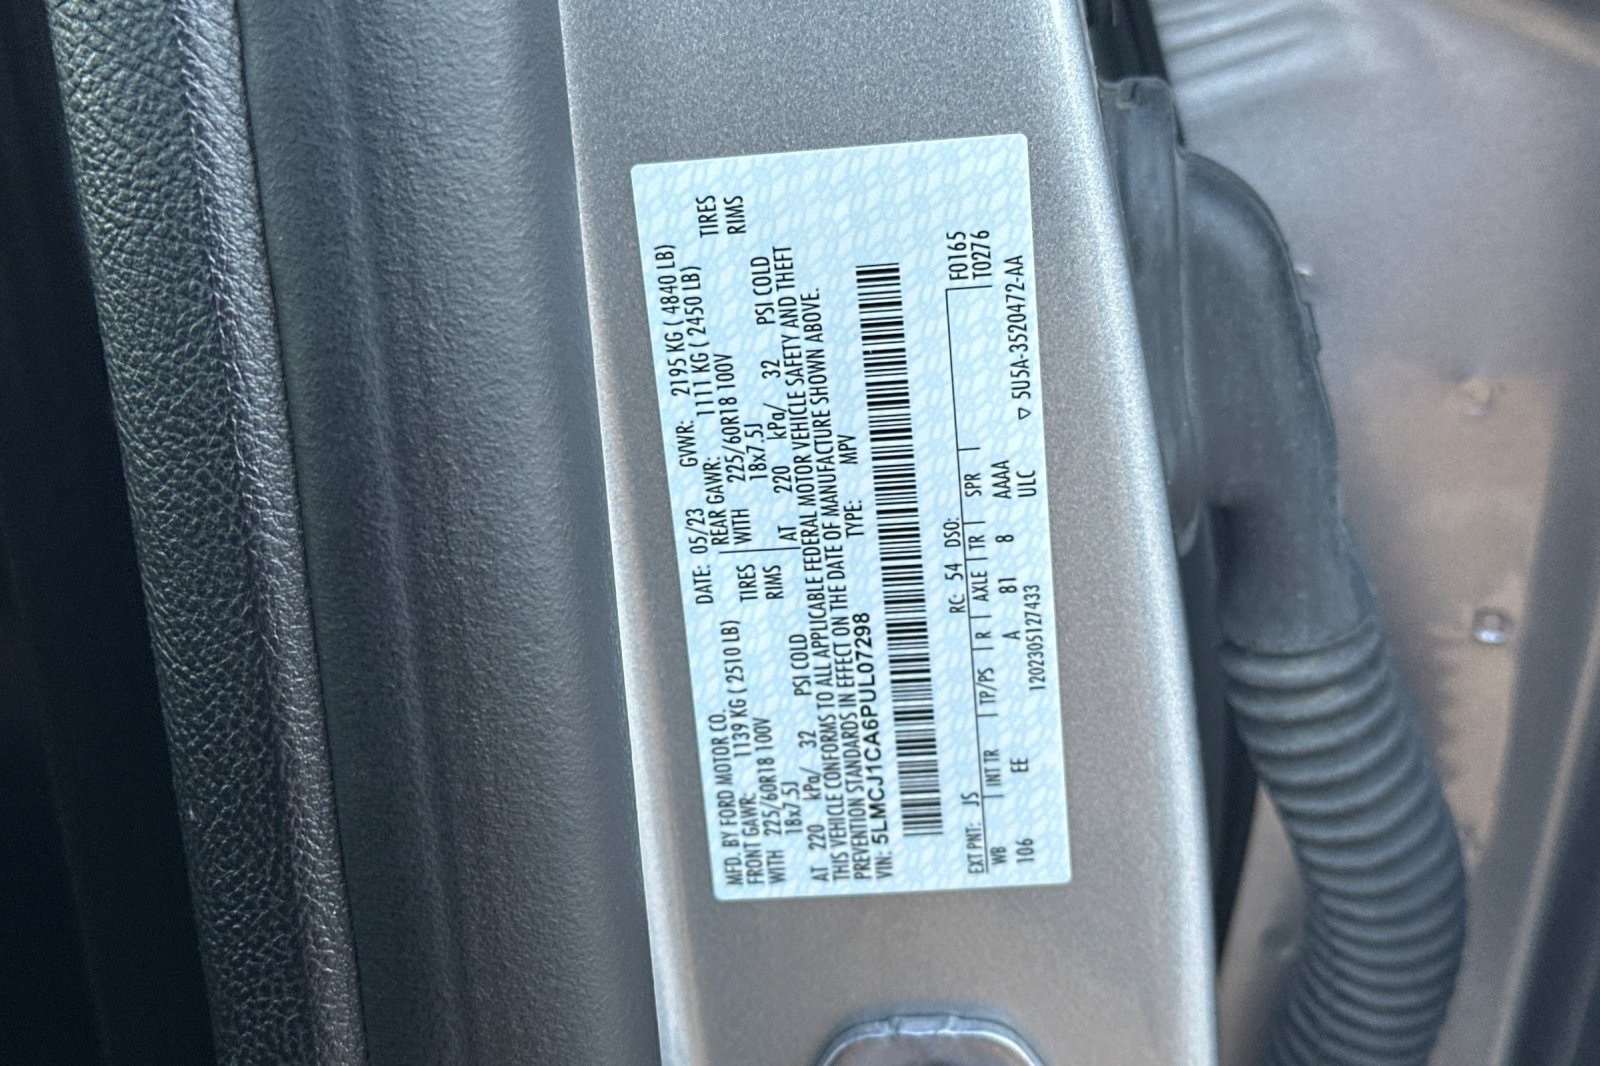 MFD. BY FORD MOTOR CO.
DATE: 05/23 GVWR: 2195 KG ( 4840 LB)
FRONT GAWR: 1139 KG ( 2510 LB)
REAR GAWR: 1111 KG ( 2450 LB)
WITH 225/60R18 100V TIRES
WITH 225/60R18 100V TIRES
18x7.5J RIMS
18x7.5J RIMS
AT 220 kPa/ 32 PSI COLD
AT 220 kPa/ 32 PSI COLD
THIS VEHICLE CONFORMS TO ALL APPLICABLE FEDERAL MOTOR VEHICLE SAFETY AND THEFT
PREVENTION STANDARDS IN EFFECT ON THE DATE OF MANUFACTURE SHOWN ABOVE.
VIN: 5LMCJ1CA6PUL07298 TYPE: MPV
F0165
EXT PNT: JS RC: 54 DSO: T0276
WB INT TR TP/PS R AXLE TR SPR
106 EE A 81 8 AAAA
1202305127433 ULC ▽ 5U5A-3520472-AA